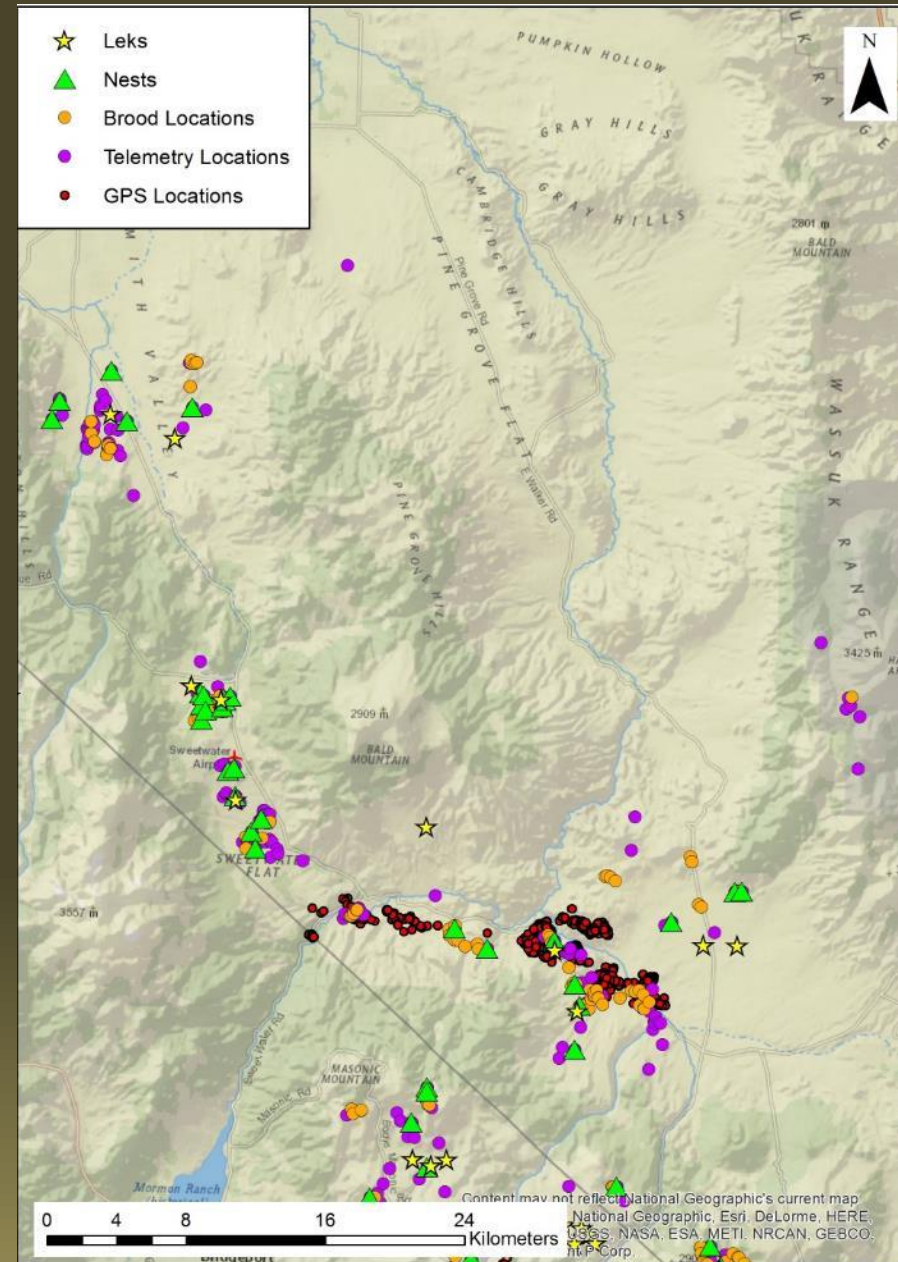 Leks
Nests
Brood Locations
Telemetry Locations
GPS Locations
N
PUMPKIN HOLLOW
GRAY HILLS
GRAY HILLS
CAMBRIDGE HILLS
PINE GROVE FLAT
Pine Grove Rd
E Walker Rd
2801 m
BALD
MOUNTAIN
WASSUK RANGE
VALLEY
PINE GROVE HILLS
3425 m
2909 m
BALD
MOUNTAIN
Sweetwater
FLAT
3557 m
MASONIC
MOUNTAIN
Masonic Rd
Mormon Ranch
0 4 8 16 24
Kilometers
Content may not reflect National Geographic's current map
National Geographic, Esri, DeLorme, HERE,
USGS, NASA, ESA, METI, NRCAN, GEBCO,
P Corp.